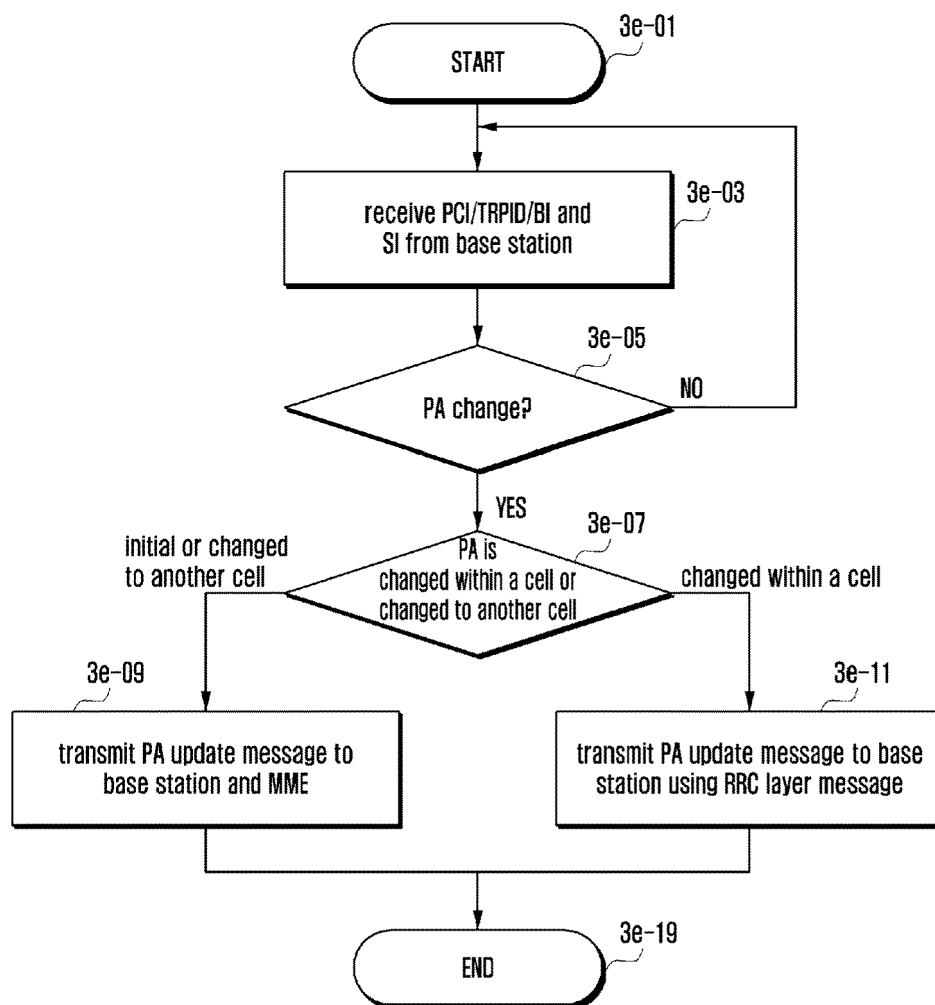 3e-01
START
3e-03
receive PCI/TRPID/BI and
SI from base station
3e-05
PA change?
NO
YES
3e-07
PA is
changed within a cell or
changed to another cell
initial or changed
to another cell
changed within a cell
3e-09
transmit PA update message to
base station and MME
3e-11
transmit PA update message to base
station using RRC layer message
3e-19
END